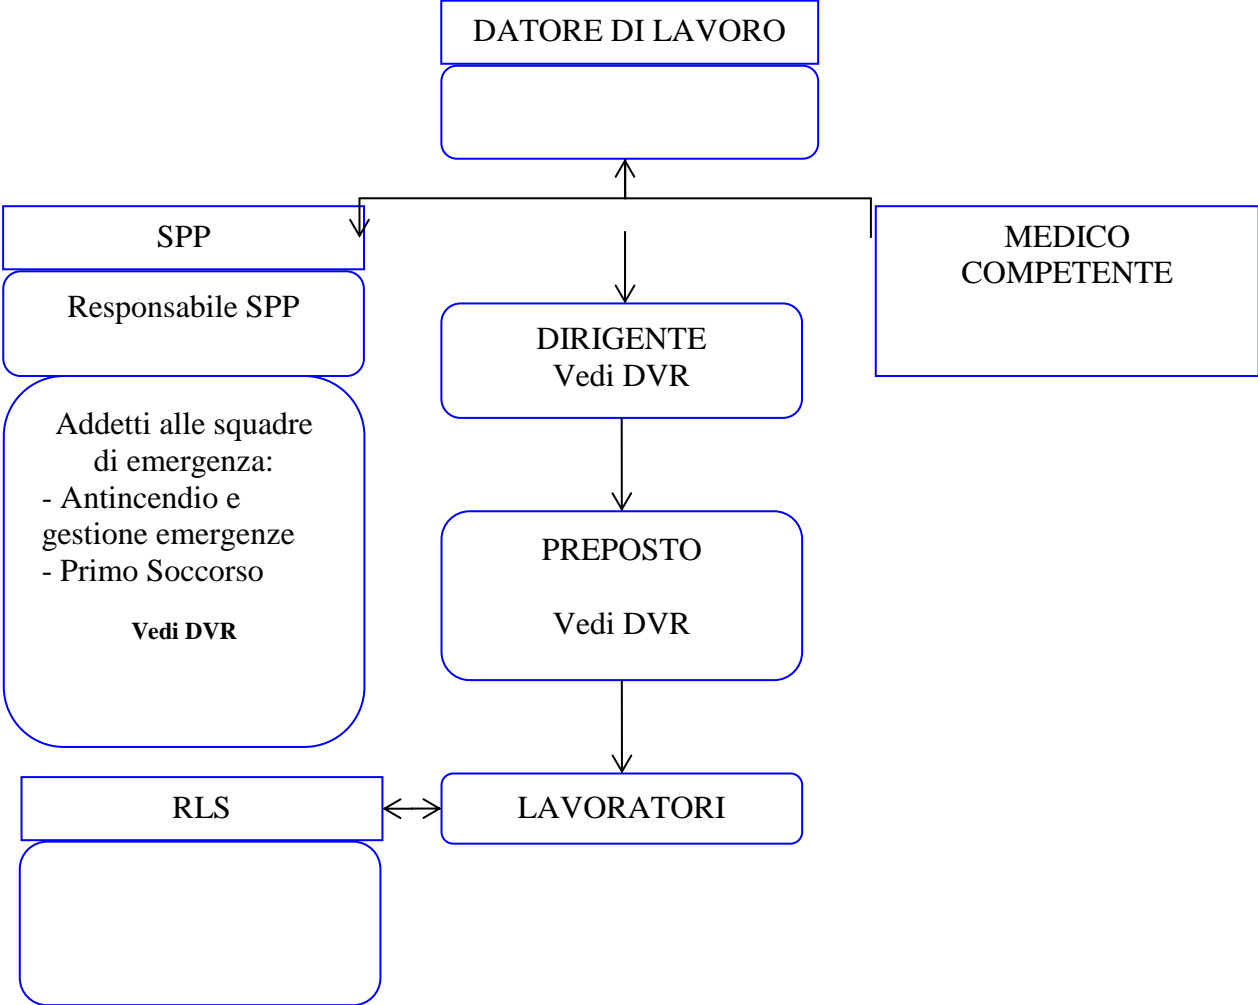 DATORE DI LAVORO
SPP
Responsabile SPP
Addetti alle squadre
di emergenza:
- Antincendio e
gestione emergenze
- Primo Soccorso
Vedi DVR
DIRIGENTE
Vedi DVR
MEDICO
COMPETENTE
PREPOSTO
Vedi DVR
RLS
LAVORATORI